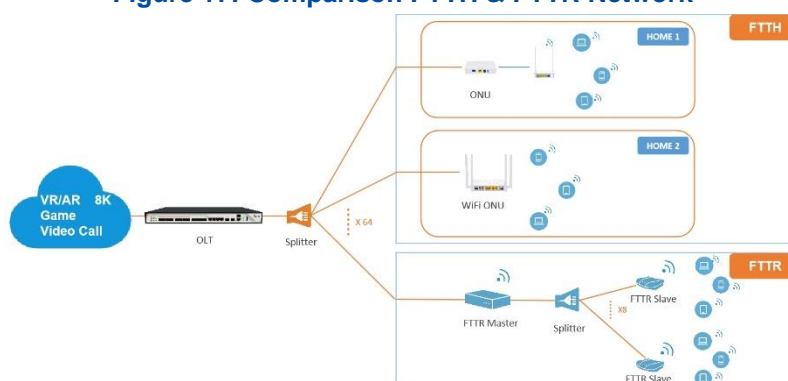 FTTH
HOME 1
ONU
HOME 2
WiFi ONU
VR/AR 8K
Game
Video Call
OLT
Splitter
X 64
FTTR
FTTR Master
Splitter
X8
FTTR Slave
FTTR Slave